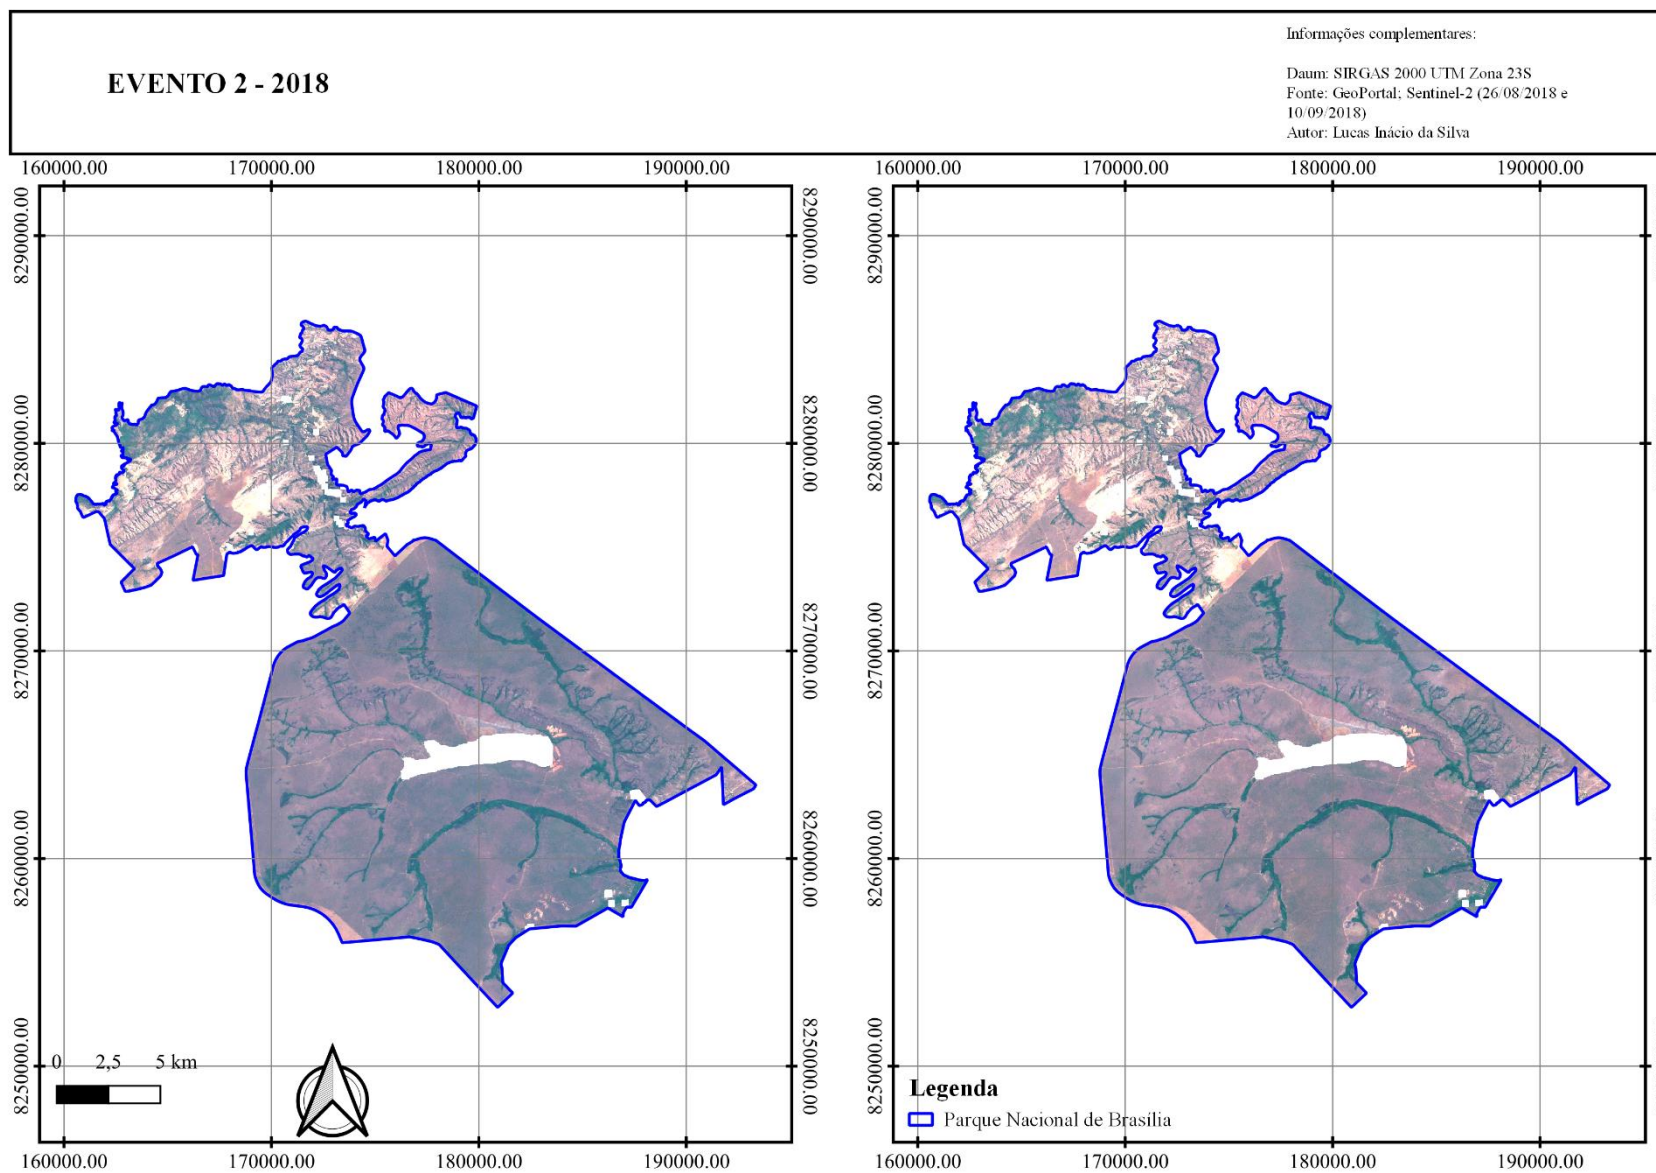 EVENTO 2 - 2018
Informações complementares:
Daum: SIRGAS 2000 UTM Zona 23S
Fonte: GeoPortal; Sentinel-2 (26/08/2018 e
10/09/2018)
Autor: Lucas Inácio da Silva
160000.00 170000.00 180000.00 190000.00
160000.00 170000.00 180000.00 190000.00
8290000.00 8290000.00 8290000.00
8280000.00 8280000.00 8280000.00
8270000.00 8270000.00 8270000.00
8260000.00 8260000.00 8260000.00
8250000.00 8250000.00 8250000.00
0 2,5 5 km
Legenda
Parque Nacional de Brasília
160000.00 170000.00 180000.00 190000.00
160000.00 170000.00 180000.00 190000.00